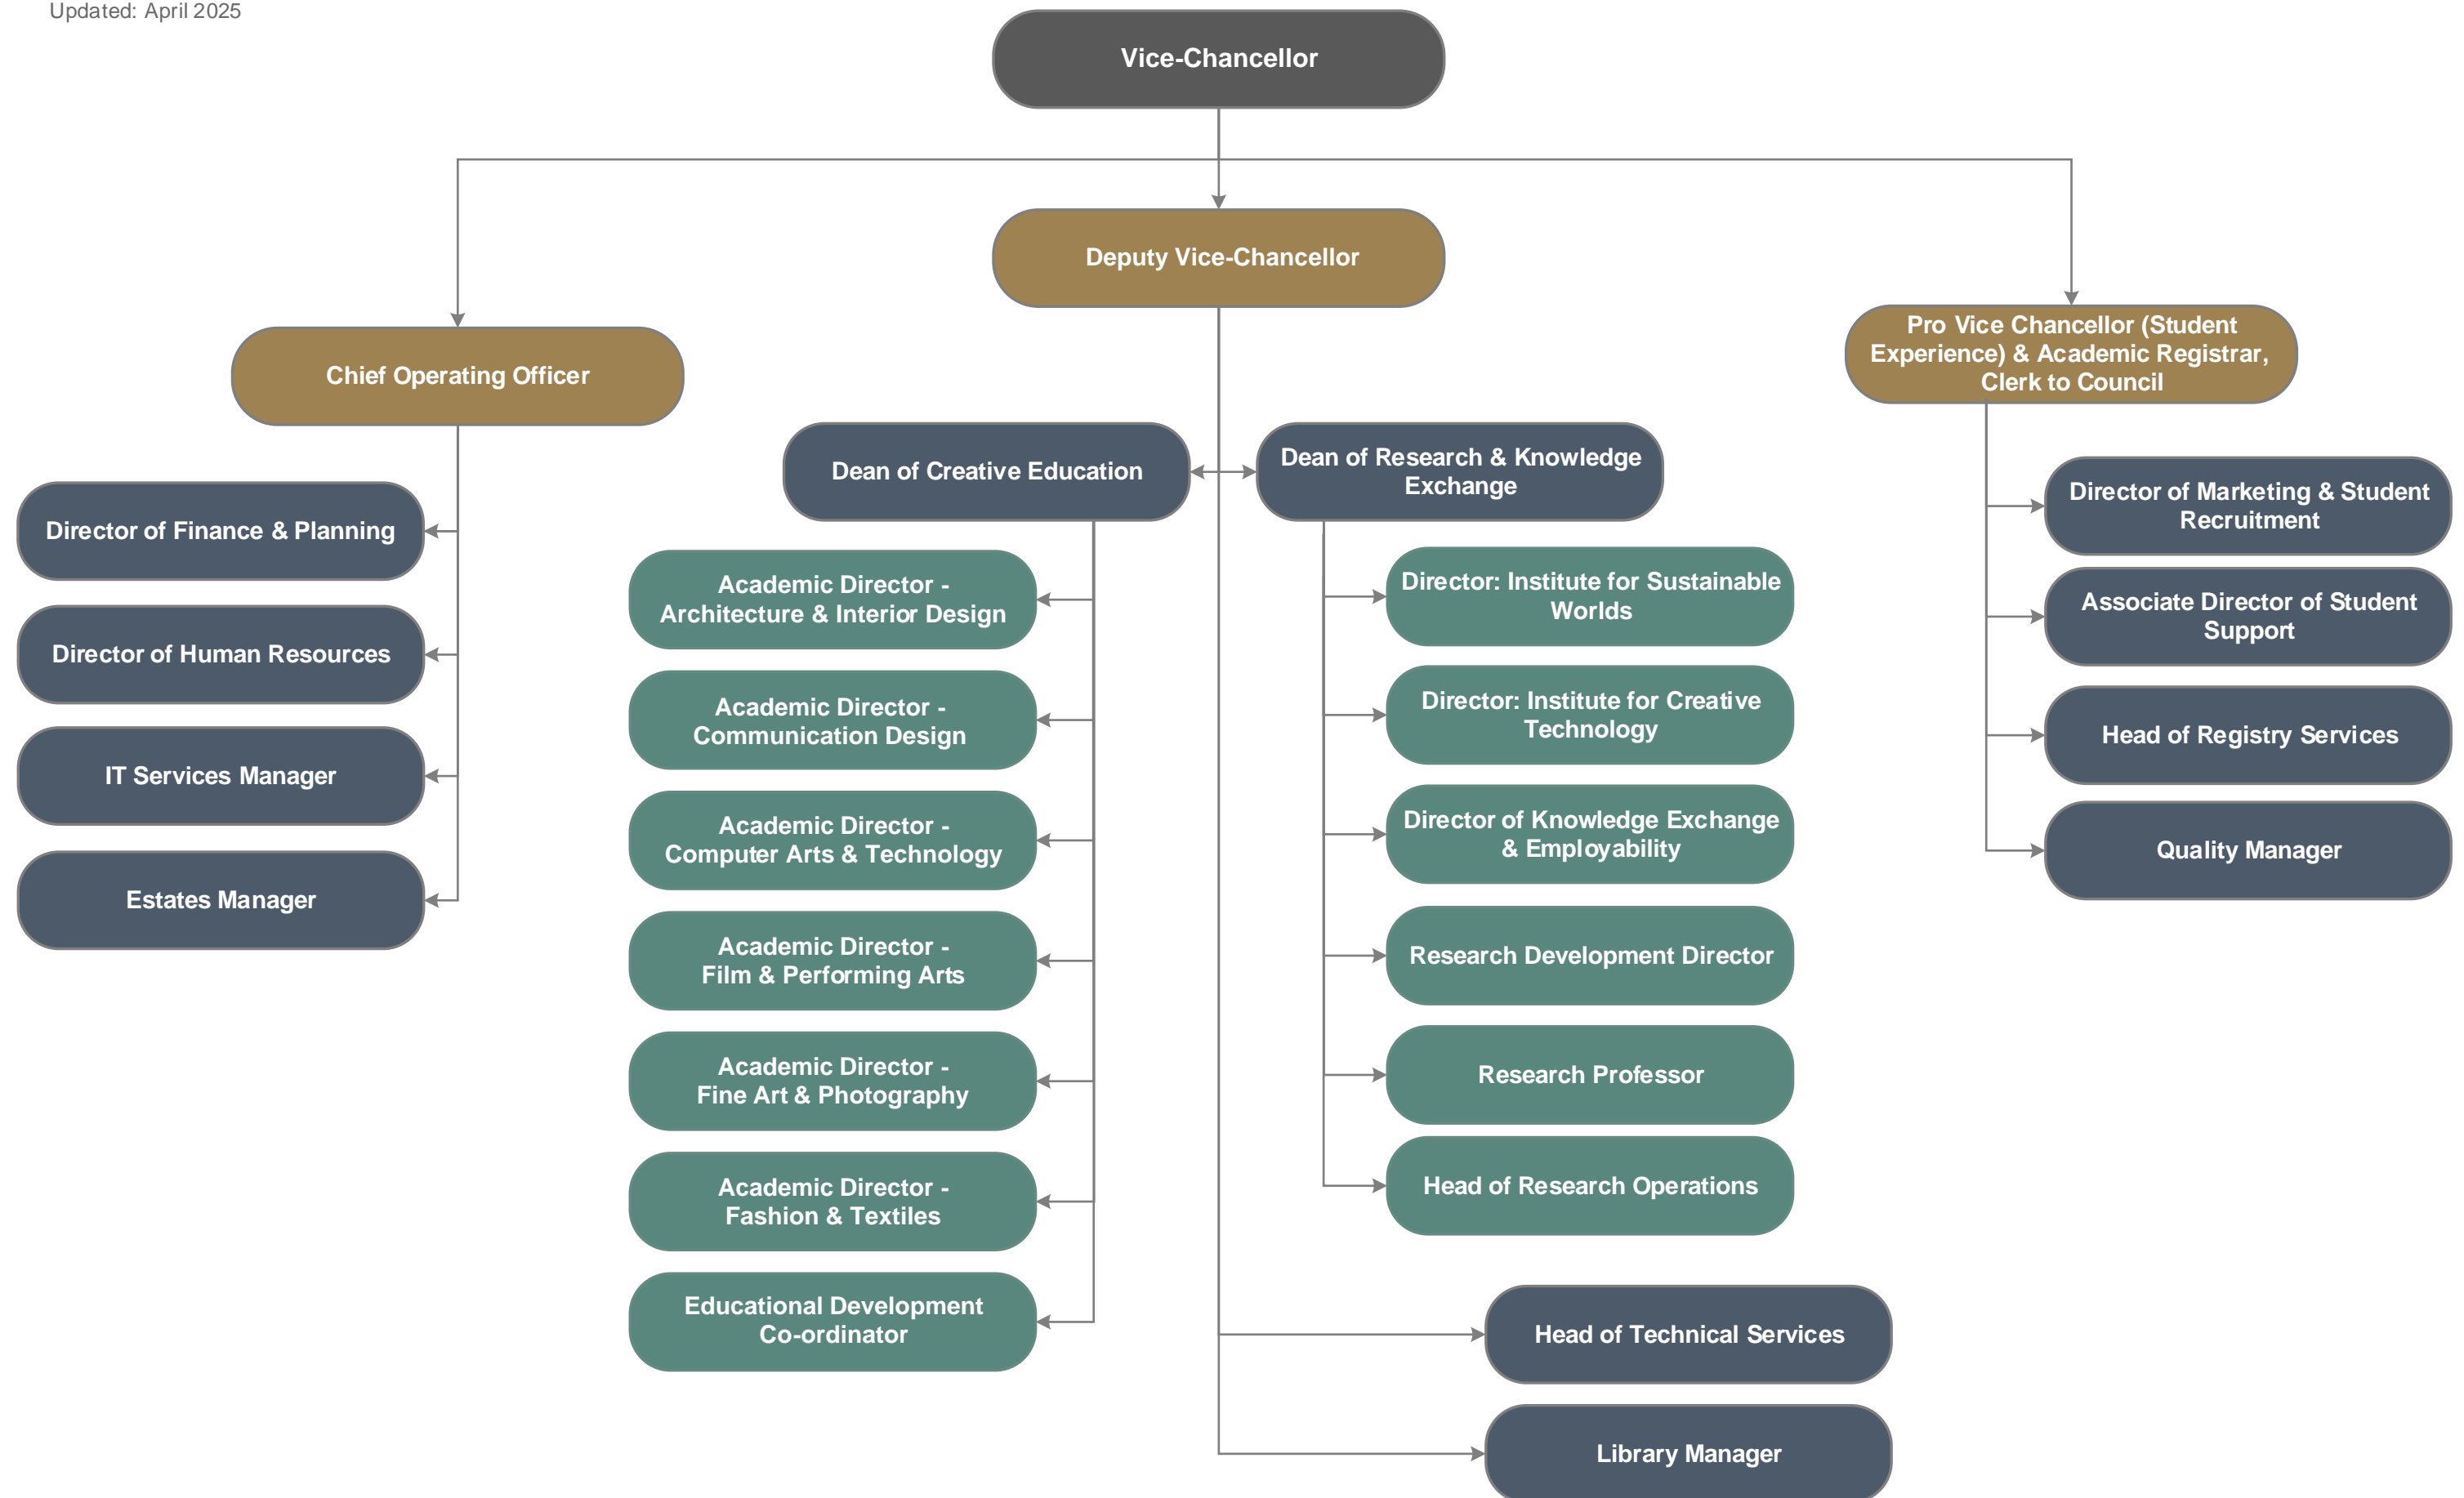 Updated: April 2025
Vice-Chancellor
Deputy Vice-Chancellor
Chief Operating Officer
Pro Vice Chancellor (Student
Experience) & Academic Registrar,
Clerk to Council
Director of Finance & Planning
Director of Human Resources
IT Services Manager
Estates Manager
Dean of Creative Education
Academic Director -
Architecture & Interior Design
Academic Director -
Communication Design
Academic Director -
Computer Arts & Technology
Academic Director -
Film & Performing Arts
Academic Director -
Fine Art & Photography
Academic Director -
Fashion & Textiles
Educational Development
Co-ordinator
Dean of Research & Knowledge
Exchange
Director: Institute for Sustainable
Worlds
Director: Institute for Creative
Technology
Director of Knowledge Exchange
& Employability
Research Development Director
Research Professor
Head of Research Operations
Head of Technical Services
Library Manager
Director of Marketing & Student
Recruitment
Associate Director of Student
Support
Head of Registry Services
Quality Manager